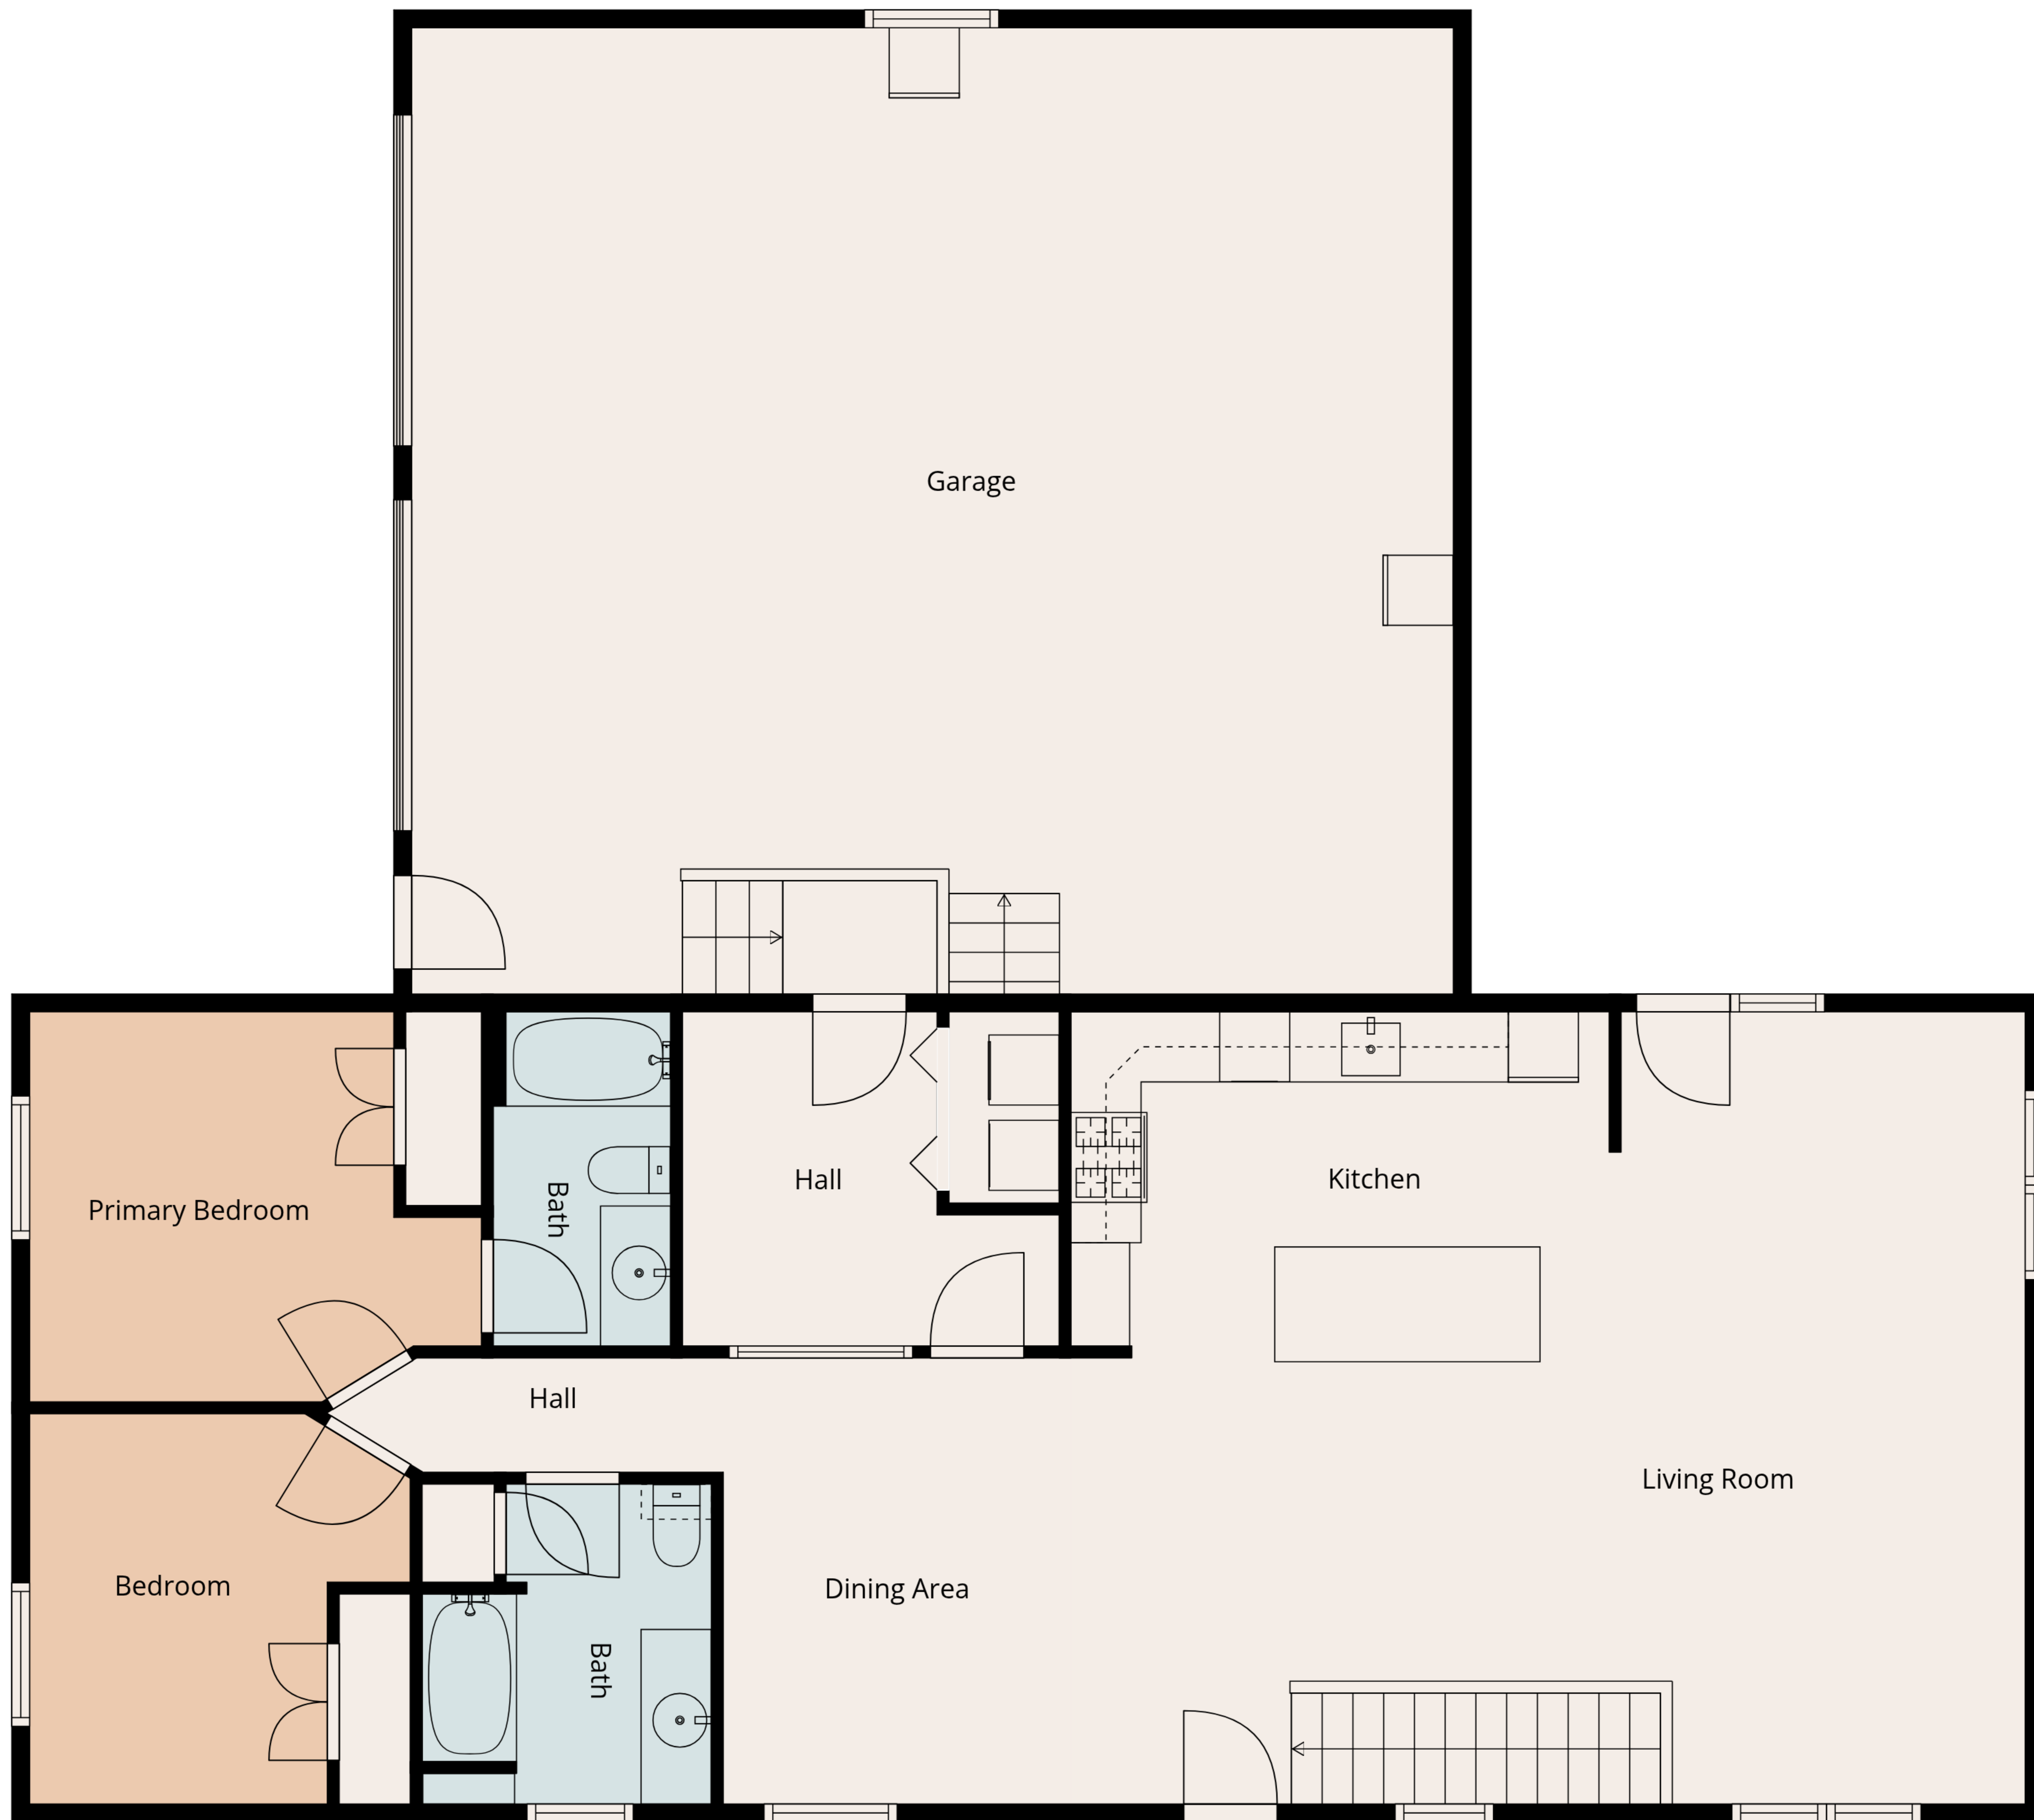 Garage
Hall
Kitchen
Bath
Primary Bedroom
Hall
Living Room
Bedroom
Dining Area
Bath